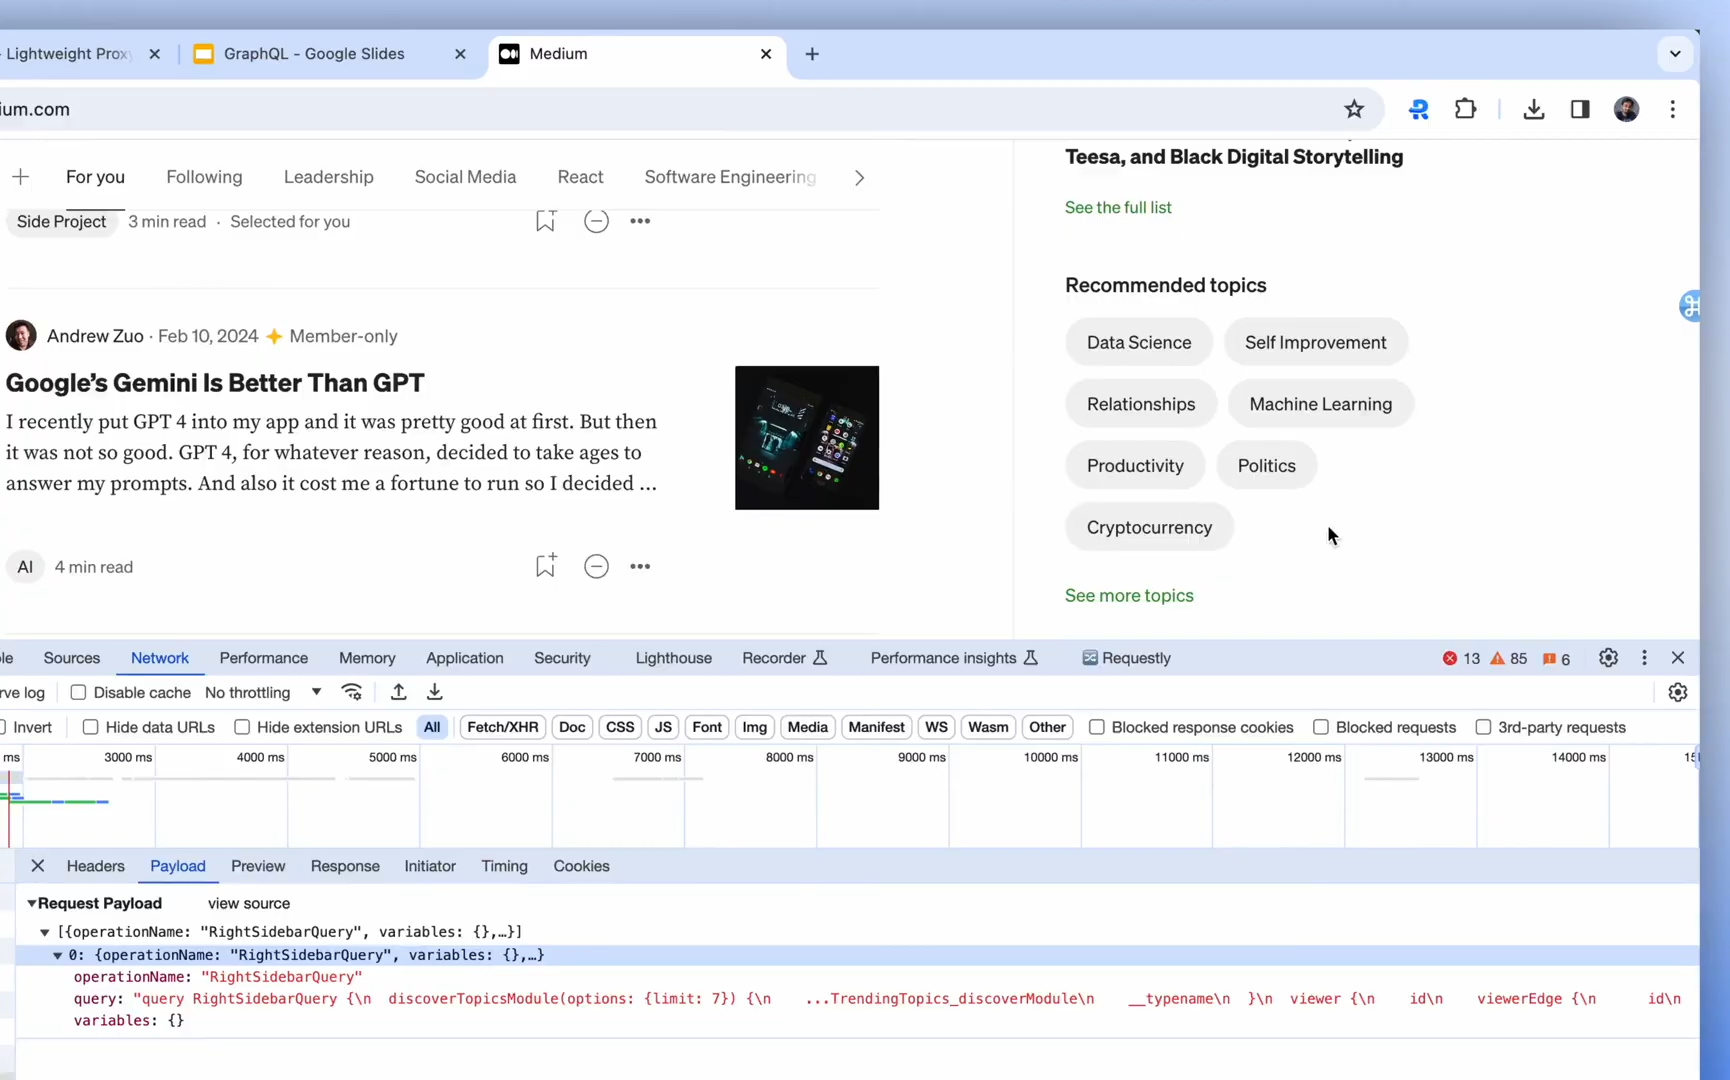 - Lightweight Prox
GraphQL - Google Slides
Medium
ium.com
For you
Following
Leadership
Social Media
React
Software Engineering
Side Project
3 min read · Selected for you
Andrew Zuo · Feb 10, 2024
Member-only
Google’s Gemini Is Better Than GPT
I recently put GPT 4 into my app and it was pretty good at first. But then
it was not so good. GPT 4, for whatever reason, decided to take ages to
answer my prompts. And also it cost me a fortune to run so I decided ...
AI
4 min read
Teesa, and Black Digital Storytelling
See the full list
Recommended topics
Data Science
Self Improvement
Relationships
Machine Learning
Productivity
Politics
Cryptocurrency
See more topics
le
Sources
Network
Performance
Memory
Application
Security
Lighthouse
Recorder
Performance insights
Requestly
13
85
6
rve log
Disable cache
No throttling
Invert
Hide data URLs
Hide extension URLs
All
Fetch/XHR
Doc
CSS
JS
Font
Img
Media
Manifest
WS
Wasm
Other
Blocked response cookies
Blocked requests
3rd-party requests
ms
3000 ms
4000 ms
5000 ms
6000 ms
7000 ms
8000 ms
9000 ms
10000 ms
11000 ms
12000 ms
13000 ms
14000 ms
15
Headers
Payload
Preview
Response
Initiator
Timing
Cookies
Request Payload
view source
[{operationName: "RightSidebarQuery", variables: {},…}]
0: {operationName: "RightSidebarQuery", variables: {},…}
operationName: "RightSidebarQuery"
query: "query RightSidebarQuery {\n  discoverTopicsModule(options: {limit: 7}) {\n    ...TrendingTopics_discoverModule\n    __typename\n  }\n  viewer {\n    id\n    viewerEdge {\n      id\n
variables: {}